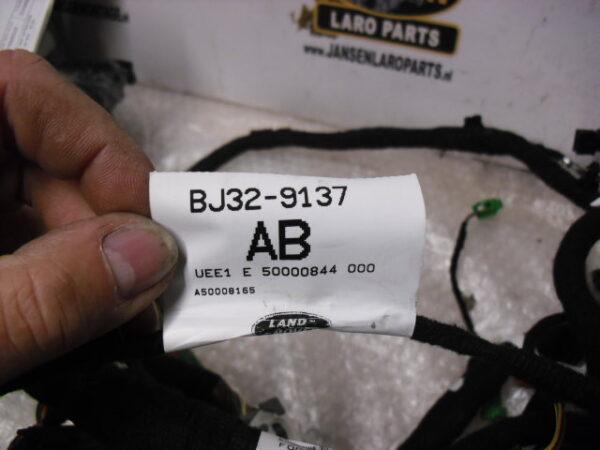 LARO PARTS
WWW.JANSENLAROPARTS.nl
BJ32-9137
AB
UEE1 E 50000844 000
A50008165
LAND-